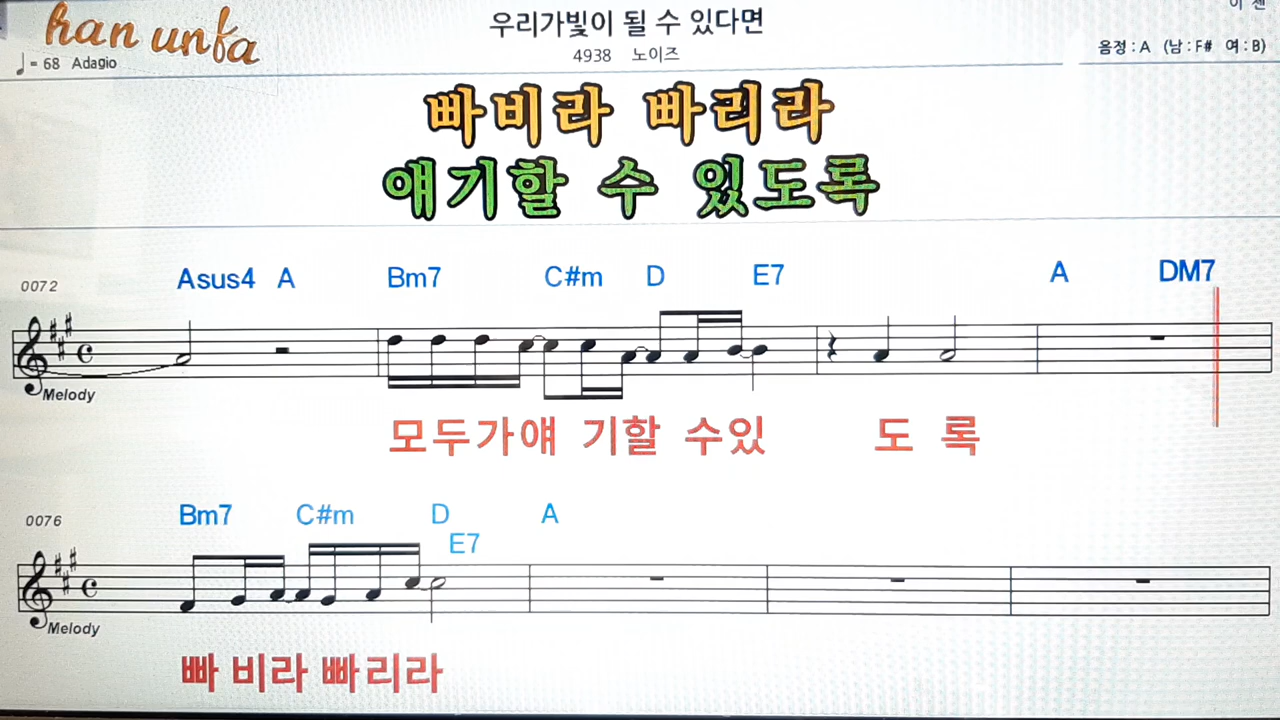 han unfa
우리가빛이 될 수 있다면
이 젠
♩= 68 Adagio
4938 노이즈
음정 : A (남 : F# 여 : B)
빠비라 빠리라
얘기할 수 있도록
0072 Asus4 A Bm7 C#m D E7 A DM7
Melody
모두가얘 기할 수있 도 록
0076 Bm7 C#m D A
E7
Melody
빠 비라 빠리라